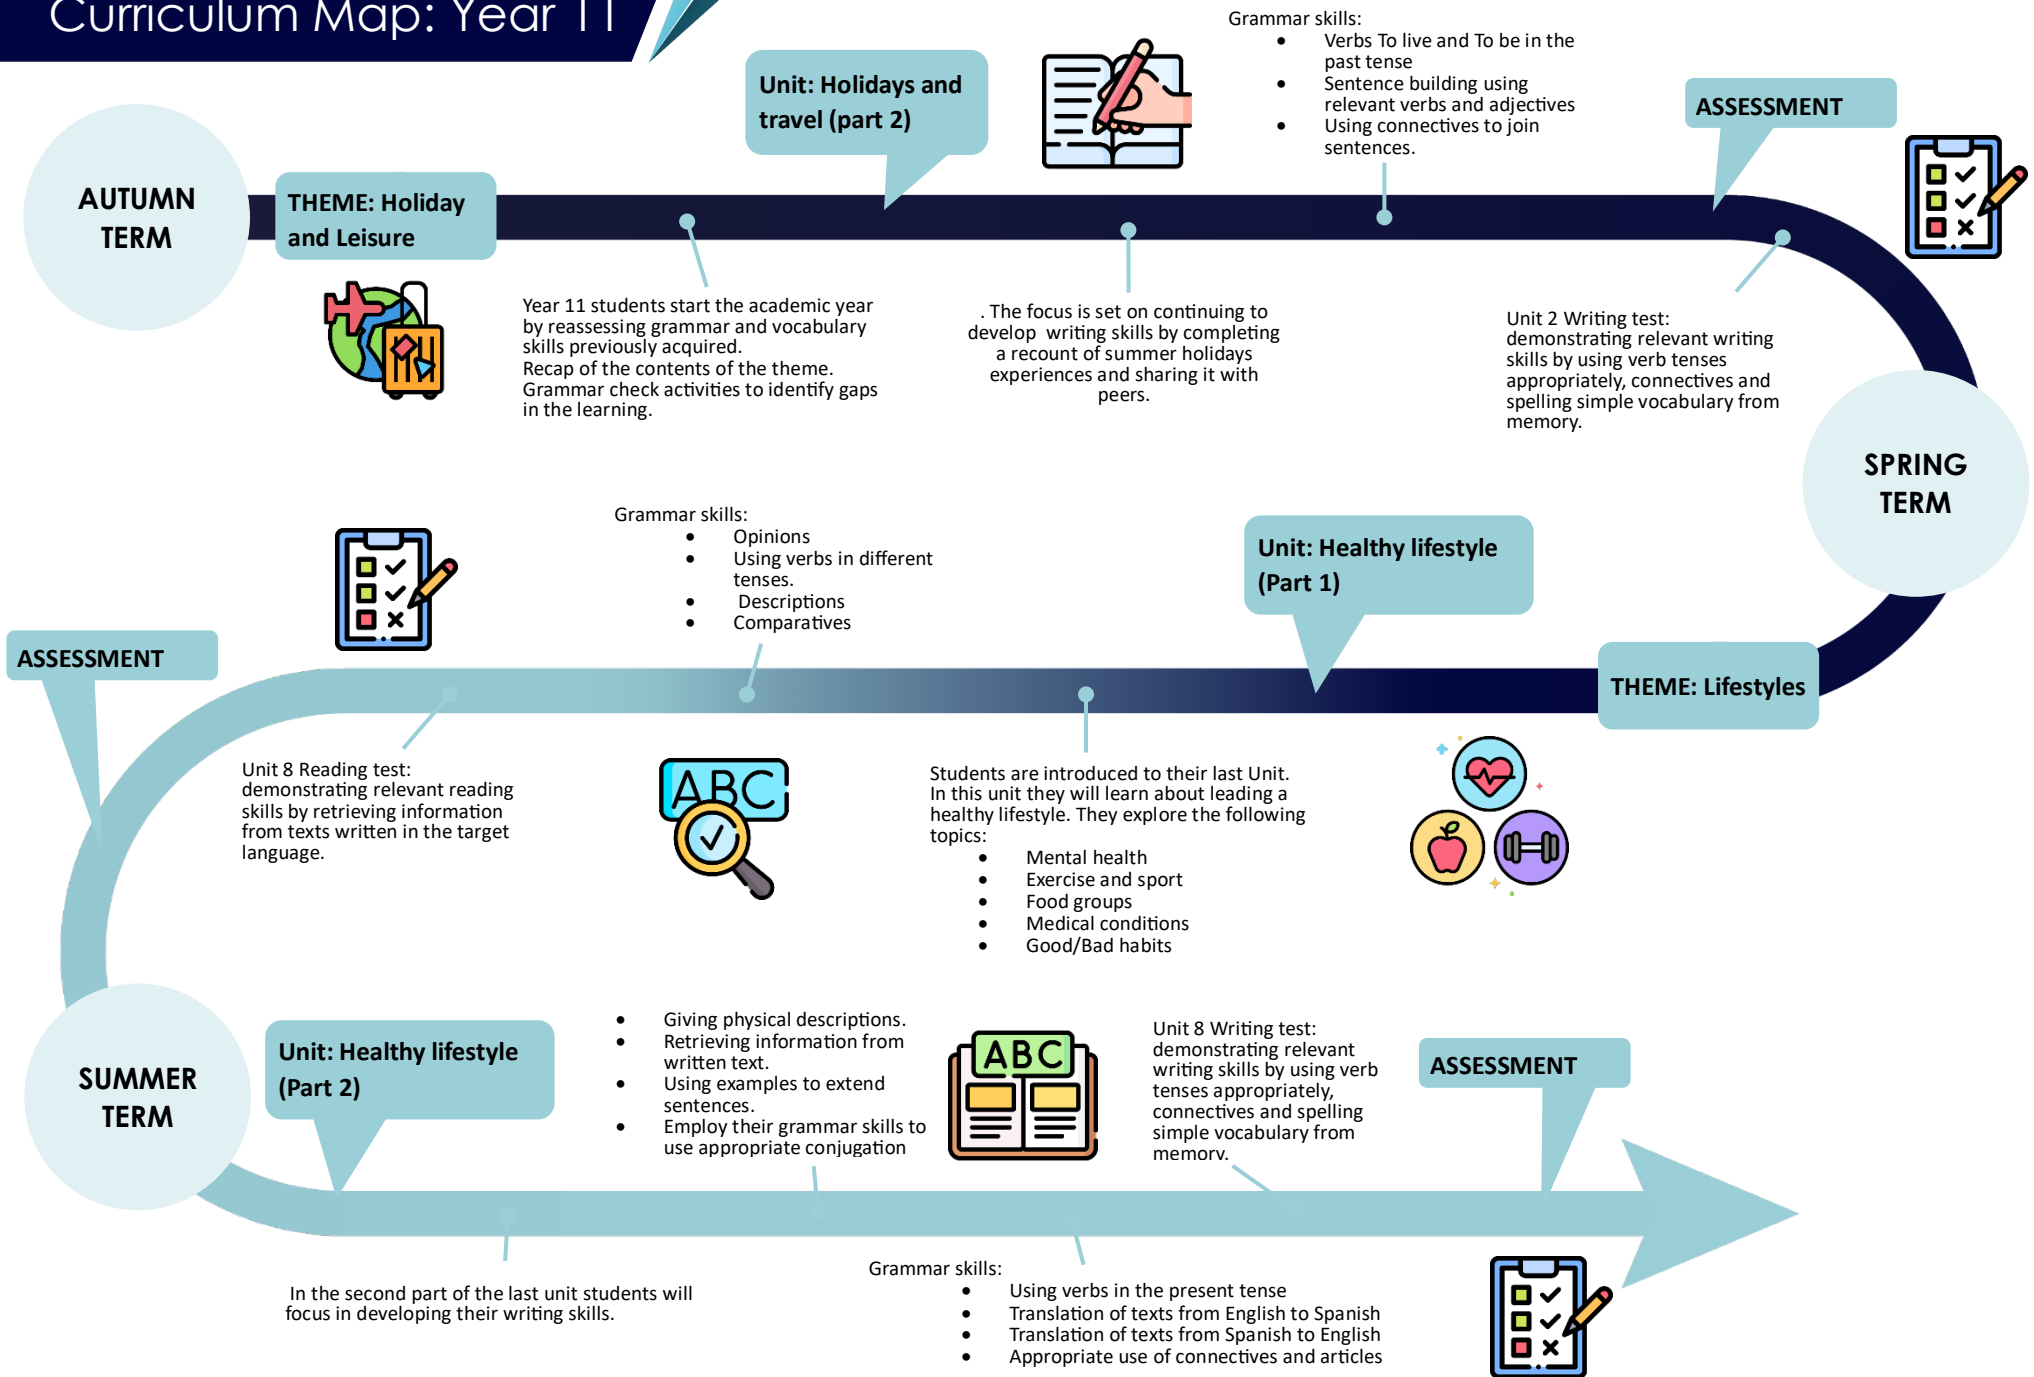 Curriculum Map: Year 11
AUTUMN
TERM
THEME: Holiday
and Leisure
Year 11 students start the academic year
by reassessing grammar and vocabulary
skills previously acquired.
Recap of the contents of the theme.
Grammar check activities to identify gaps
in the learning.
Unit: Holidays and
travel (part 2)
. The focus is set on continuing to
develop writing skills by completing
a recount of summer holidays
experiences and sharing it with
peers.
Grammar skills:
• Verbs To live and To be in the
past tense
• Sentence building using
relevant verbs and adjectives
• Using connectives to join
sentences.
ASSESSMENT
Unit 2 Writing test:
demonstrating relevant writing
skills by using verb tenses
appropriately, connectives and
spelling simple vocabulary from
memory.
SPRING
TERM
THEME: Lifestyles
Unit: Healthy lifestyle
(Part 1)
Students are introduced to their last Unit.
In this unit they will learn about leading a
healthy lifestyle. They explore the following
topics:
• Mental health
• Exercise and sport
• Food groups
• Medical conditions
• Good/Bad habits
ABC
Grammar skills:
• Opinions
• Using verbs in different
tenses.
• Descriptions
• Comparatives
Unit 8 Reading test:
demonstrating relevant reading
skills by retrieving information
from texts written in the target
language.
ASSESSMENT
SUMMER
TERM
Unit: Healthy lifestyle
(Part 2)
In the second part of the last unit students will
focus in developing their writing skills.
• Giving physical descriptions.
• Retrieving information from
written text.
• Using examples to extend
sentences.
• Employ their grammar skills to
use appropriate conjugation
ABC
Grammar skills:
• Using verbs in the present tense
• Translation of texts from English to Spanish
• Translation of texts from Spanish to English
• Appropriate use of connectives and articles
Unit 8 Writing test:
demonstrating relevant
writing skills by using verb
tenses appropriately,
connectives and spelling
simple vocabulary from
memory.
ASSESSMENT